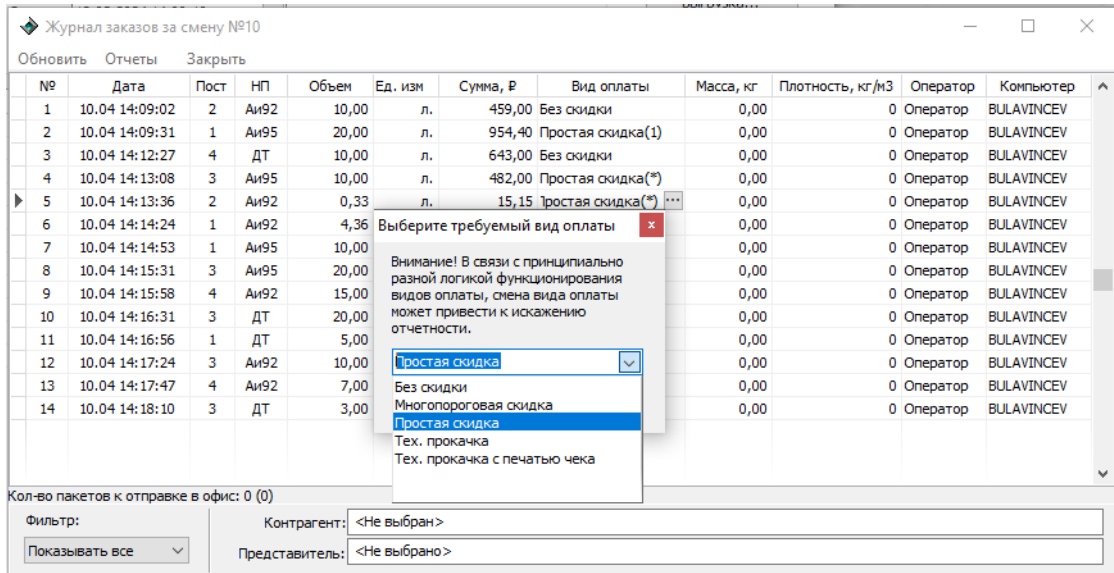 Журнал заказов за смену №10
Обновить Отчеты Закрыть
№ Дата Пост НП Объем Ед. изм Сумма, ₽ Вид оплаты Масса, кг Плотность, кг/м3 Оператор Компьютер
1 10.04 14:09:02 2 Аи92 10,00 л. 459,00 Без скидки 0,00 0 Оператор BULAVINCEV
2 10.04 14:09:31 1 Аи95 20,00 л. 954,40 Простая скидка(1) 0,00 0 Оператор BULAVINCEV
3 10.04 14:12:27 4 ДТ 10,00 л. 643,00 Без скидки 0,00 0 Оператор BULAVINCEV
4 10.04 14:13:08 3 Аи95 10,00 л. 482,00 Простая скидка(*) 0,00 0 Оператор BULAVINCEV
5 10.04 14:13:36 2 Аи92 0,33 л. 15,15 Простая скидка(*) ... 0,00 0 Оператор BULAVINCEV
6 10.04 14:14:24 1 Аи92 4,36 0,00 0 Оператор BULAVINCEV
7 10.04 14:14:53 1 Аи95 10,00 0,00 0 Оператор BULAVINCEV
8 10.04 14:15:31 3 Аи95 20,00 0,00 0 Оператор BULAVINCEV
9 10.04 14:15:58 4 Аи92 15,00 0,00 0 Оператор BULAVINCEV
10 10.04 14:16:31 3 ДТ 20,00 0,00 0 Оператор BULAVINCEV
11 10.04 14:16:56 1 ДТ 5,00 0,00 0 Оператор BULAVINCEV
12 10.04 14:17:24 3 Аи92 10,00 0,00 0 Оператор BULAVINCEV
13 10.04 14:17:47 4 Аи92 7,00 0,00 0 Оператор BULAVINCEV
14 10.04 14:18:10 3 ДТ 3,00 0,00 0 Оператор BULAVINCEV
Выберите требуемый вид оплаты x
Внимание! В связи с принципиально
разной логикой функционирования
видов оплаты, смена вида оплаты
может привести к искажению
отчетности.
Простая скидка
Без скидки
Многопороговая скидка
Простая скидка
Тех. прокачка
Тех. прокачка с печатью чека
Кол-во пакетов к отправке в офис: 0 (0)
Фильтр:
Показывать все
Контрагент: <Не выбран>
Представитель: <Не выбрано>